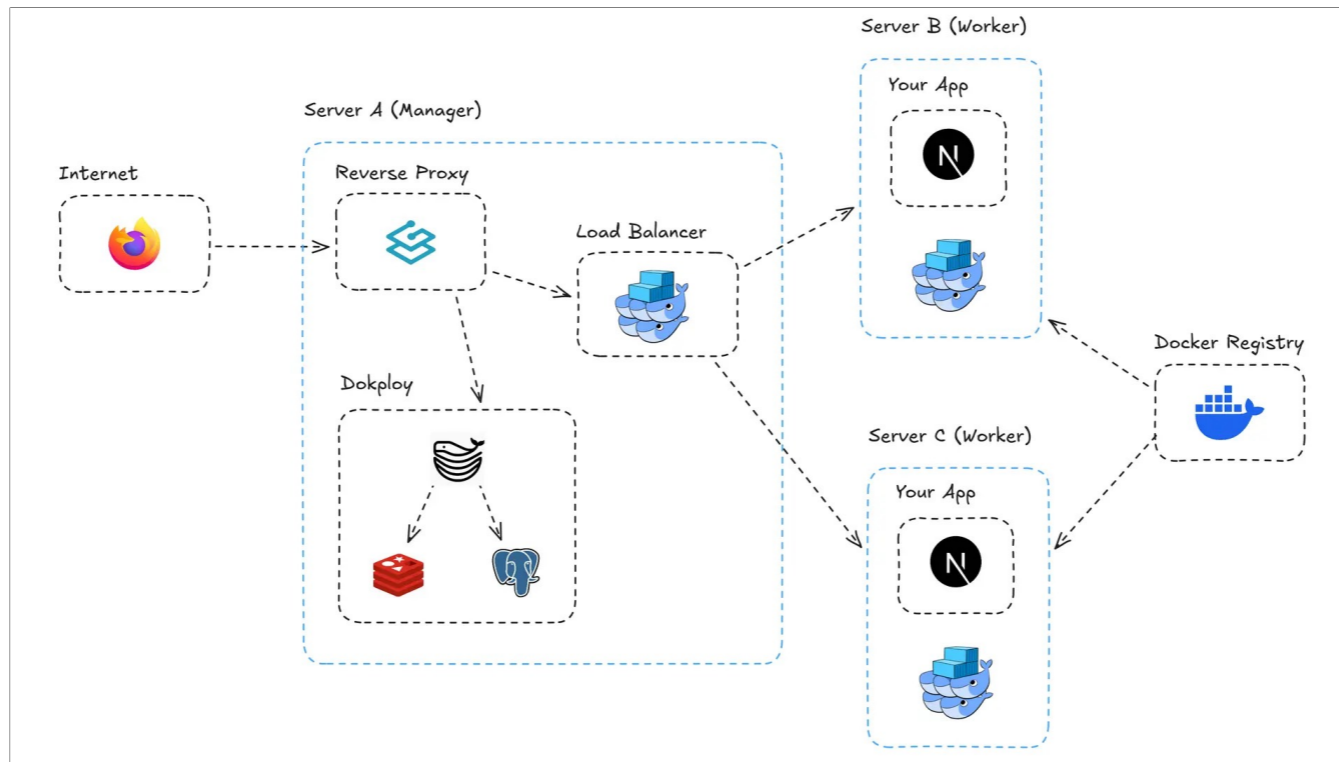 Server B (Worker)
Your App
Server A (Manager)
Internet
Reverse Proxy
Load Balancer
Docker Registry
Dokploy
Server C (Worker)
Your App